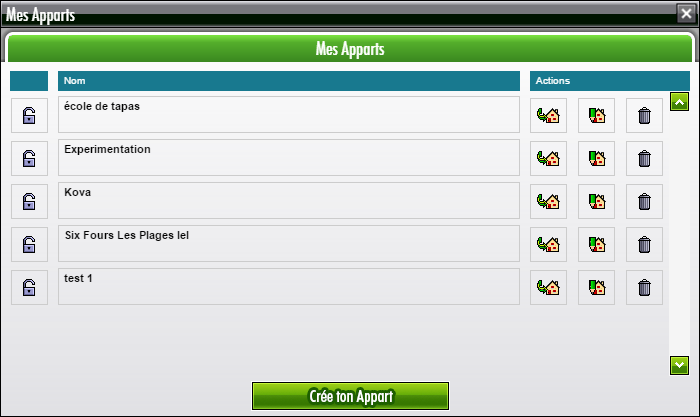 Mes Apparts
Mes Apparts
Nom Actions
école de tapas
Experimentation
Kova
Six Fours Les Plages lel
test 1
Crée ton Appart